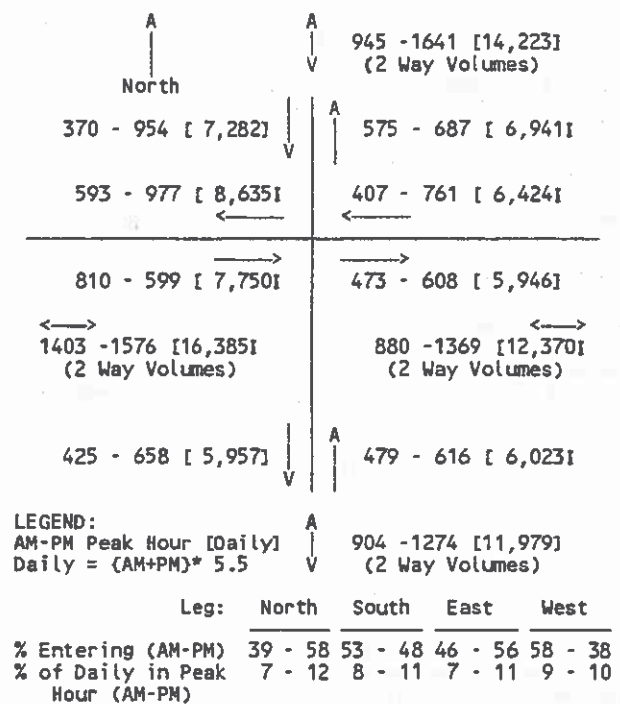 A A
945 -1641 [14,223]
V (2 Way Volumes)
North
370 - 954 [ 7,282] V A 575 - 687 [ 6,941]
593 - 977 [ 8,635] 407 - 761 [ 6,424]
<—— <——
——> ——>
810 - 599 [ 7,750] 473 - 608 [ 5,946]
<——> <——>
1403 -1576 [16,385] 880 -1369 [12,370]
(2 Way Volumes) (2 Way Volumes)
425 - 658 [ 5,957] V A 479 - 616 [ 6,023]
LEGEND: A
AM-PM Peak Hour [Daily] 904 -1274 [11,979]
Daily = {AM+PM}* 5.5 V (2 Way Volumes)
Leg: North South East West
% Entering (AM-PM) 39 - 58 53 - 48 46 - 56 58 - 38
% of Daily in Peak 7 - 12 8 - 11 7 - 11 9 - 10
Hour (AM-PM)